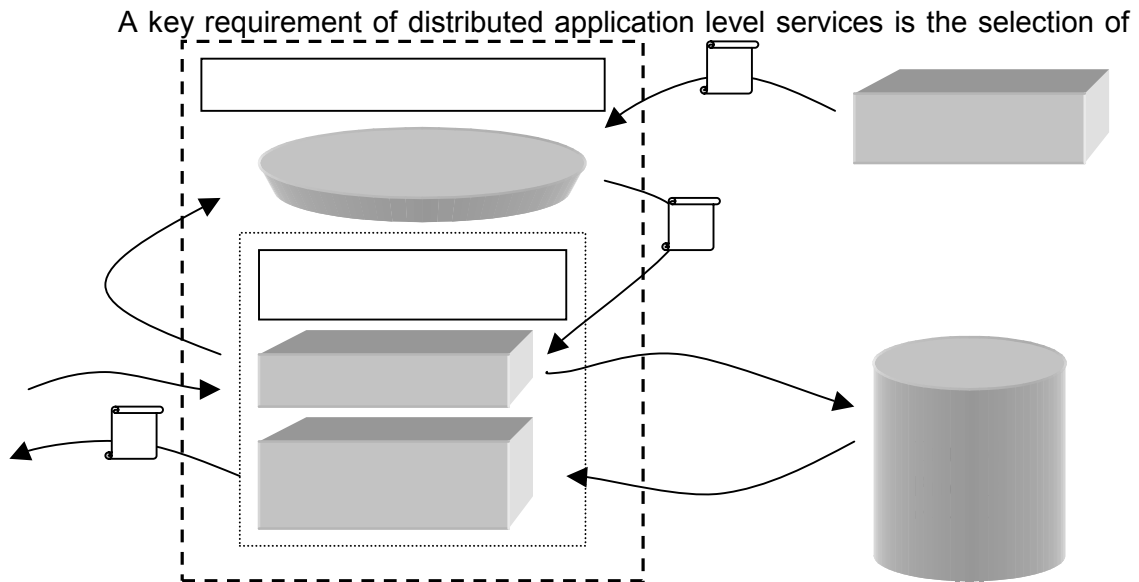 A key requirement of distributed application level services is the selection of